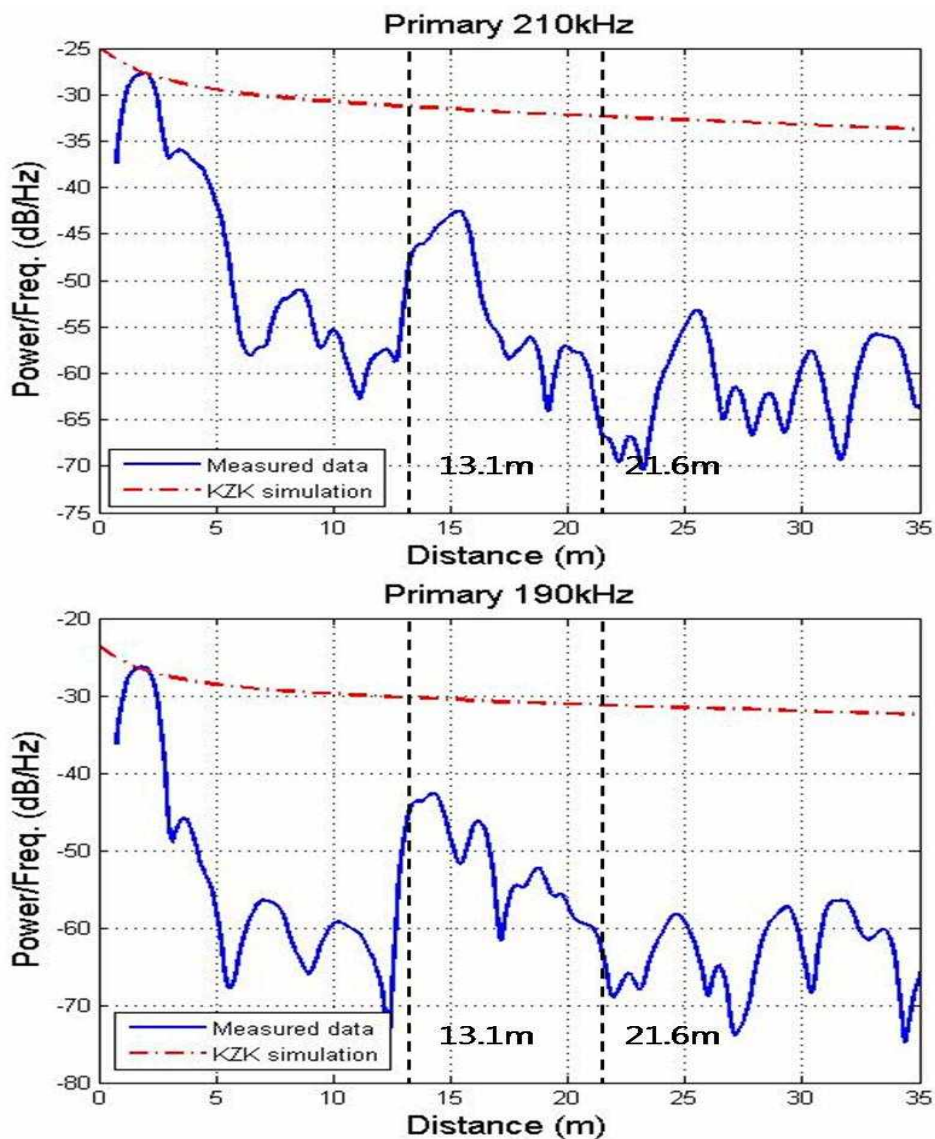 Primary 210kHz
Power/Freq. (dB/Hz)
-25
-30
-35
-40
-45
-50
-55
-60
-65
-70
-75
Measured data
KZK simulation
13.1m
21.6m
0 5 10 15 20 25 30 35
Distance (m)
Primary 190kHz
Power/Freq. (dB/Hz)
-20
-30
-40
-50
-60
-70
-80
Measured data
KZK simulation
13.1m
21.6m
0 5 10 15 20 25 30 35
Distance (m)